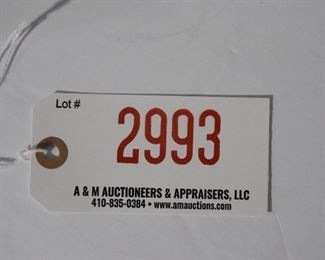 Lot #
2993
A & M AUCTIONEERS & APPRAISERS, LLC
410-835-0384 • www.amauctions.com